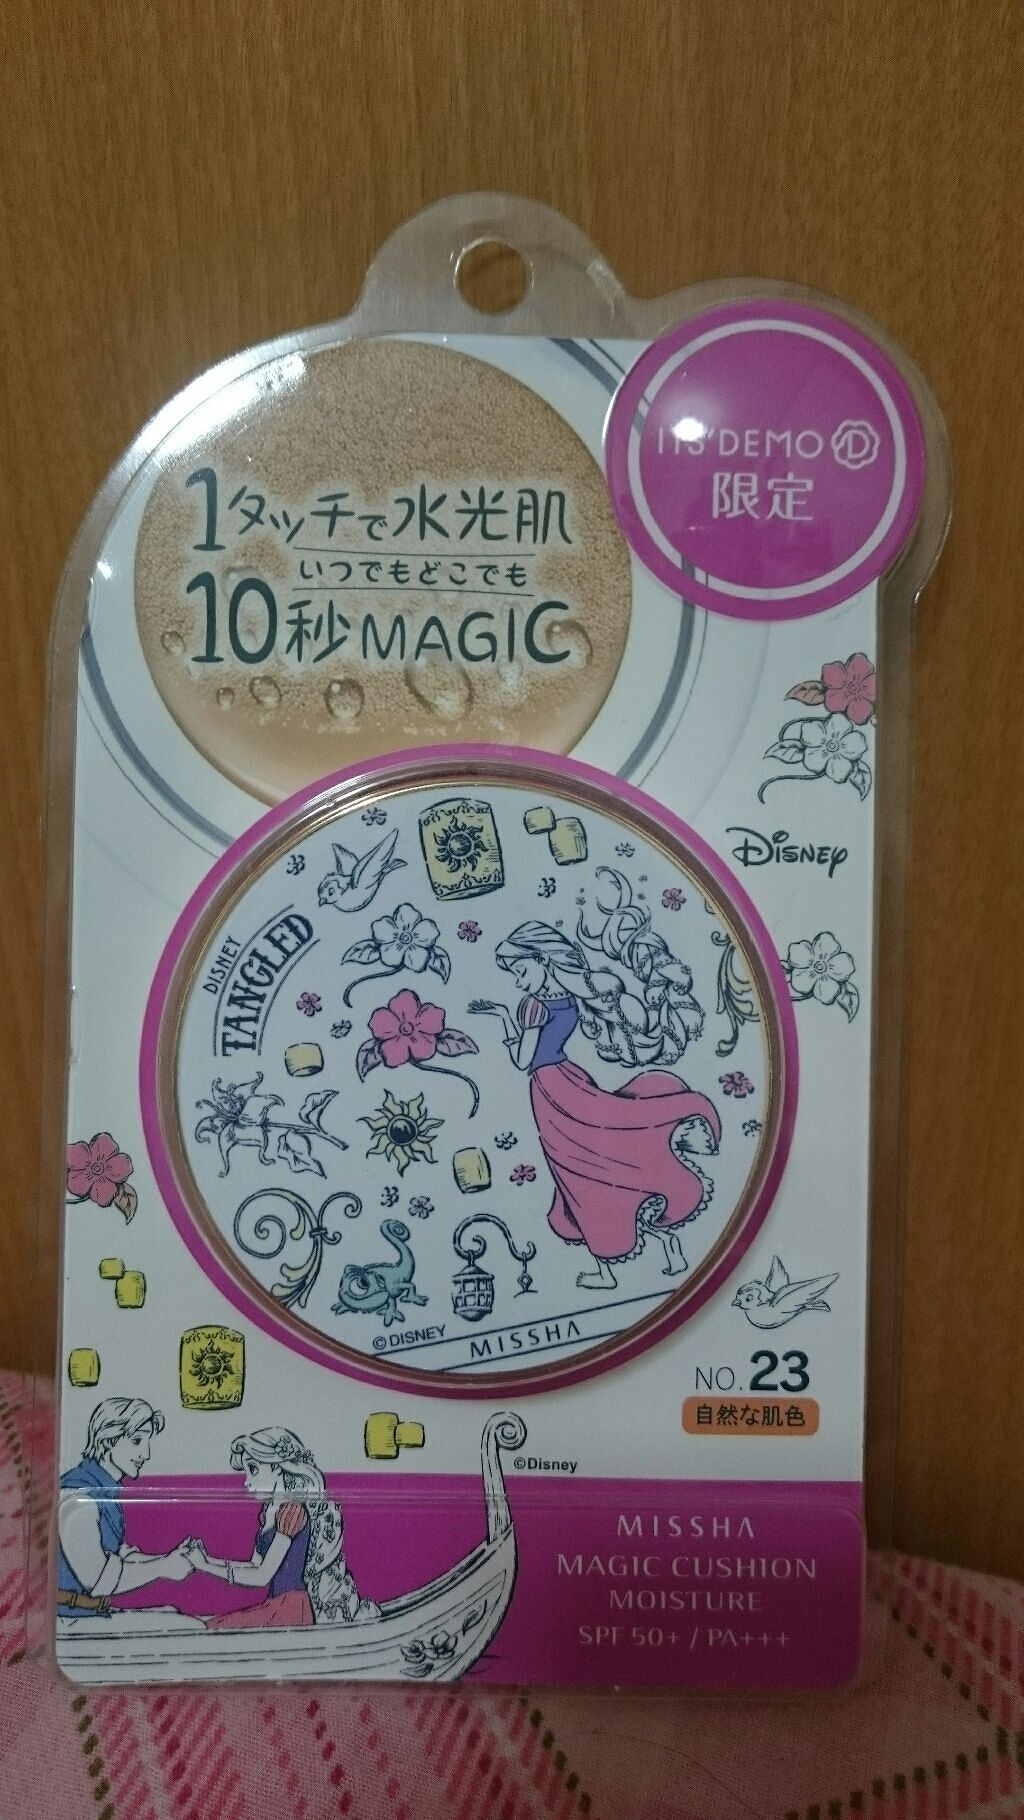 ITS'DEMO
限定
1タッチで水光肌
いつでもどこでも
10秒MAGIC
Disney
DISNEY
TANGLED
©DISNEY
MISSHA
NO. 23
自然な肌色
©Disney
MISSHA
MAGIC CUSHION
MOISTURE
SPF 50+ / PA+++